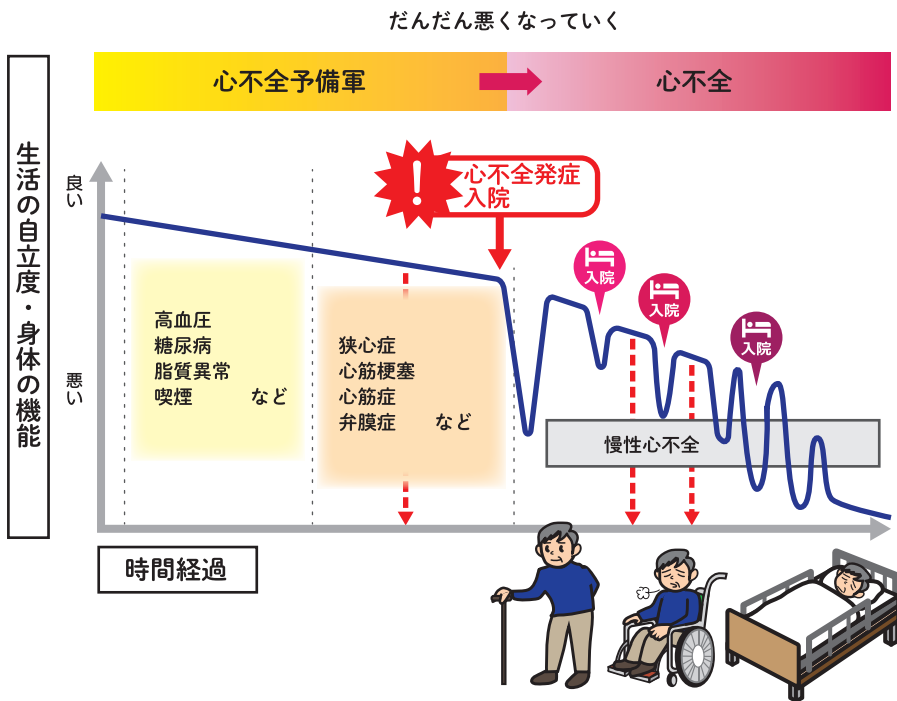 だんだん悪くなっていく
心不全予備軍
心不全
生活の自立度・身体の機能
良い
悪い
!
心不全発症
入院
入院
入院
入院
高血圧
糖尿病
脂質異常
喫煙 など
狭心症
心筋梗塞
心筋症
弁膜症 など
慢性心不全
時間経過